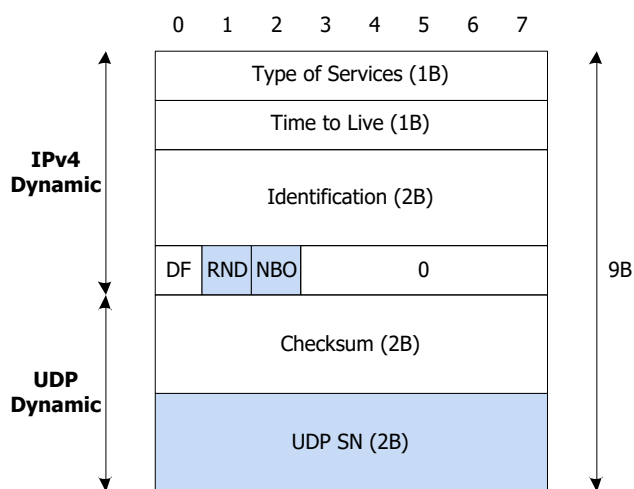 0 1 2 3 4 5 6 7
Type of Services (1B)
Time to Live (1B)
IPv4
Dynamic
Identification (2B)
DF RND NBO 0
9B
Checksum (2B)
UDP
Dynamic
UDP SN (2B)